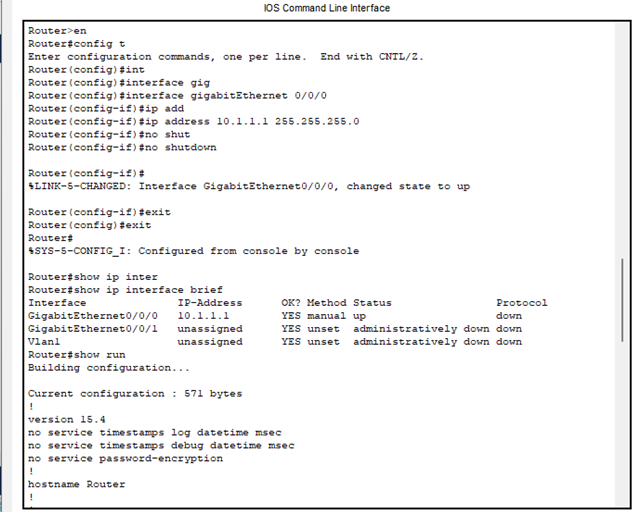 IOS Command Line Interface
Router>en
Router#config t
Enter configuration commands, one per line.  End with CNTL/Z.
Router(config)#int
Router(config)#interface gig
Router(config)#interface gigabitEthernet 0/0/0
Router(config-if)#ip add
Router(config-if)#ip address 10.1.1.1 255.255.255.0
Router(config-if)#no shut
Router(config-if)#no shutdown
Router(config-if)#
%LINK-5-CHANGED: Interface GigabitEthernet0/0/0, changed state to up
Router(config-if)#exit
Router(config)#exit
Router#
%SYS-5-CONFIG_I: Configured from console by console
Router#show ip inter
Router#show ip interface brief
Interface              IP-Address      OK? Method Status                Protocol
GigabitEthernet0/0/0   10.1.1.1        YES manual up                    down
GigabitEthernet0/0/1   unassigned      YES unset  administratively down down
Vlan1                  unassigned      YES unset  administratively down down
Router#show run
Building configuration...
Current configuration : 571 bytes
!
version 15.4
no service timestamps log datetime msec
no service timestamps debug datetime msec
no service password-encryption
!
hostname Router
!